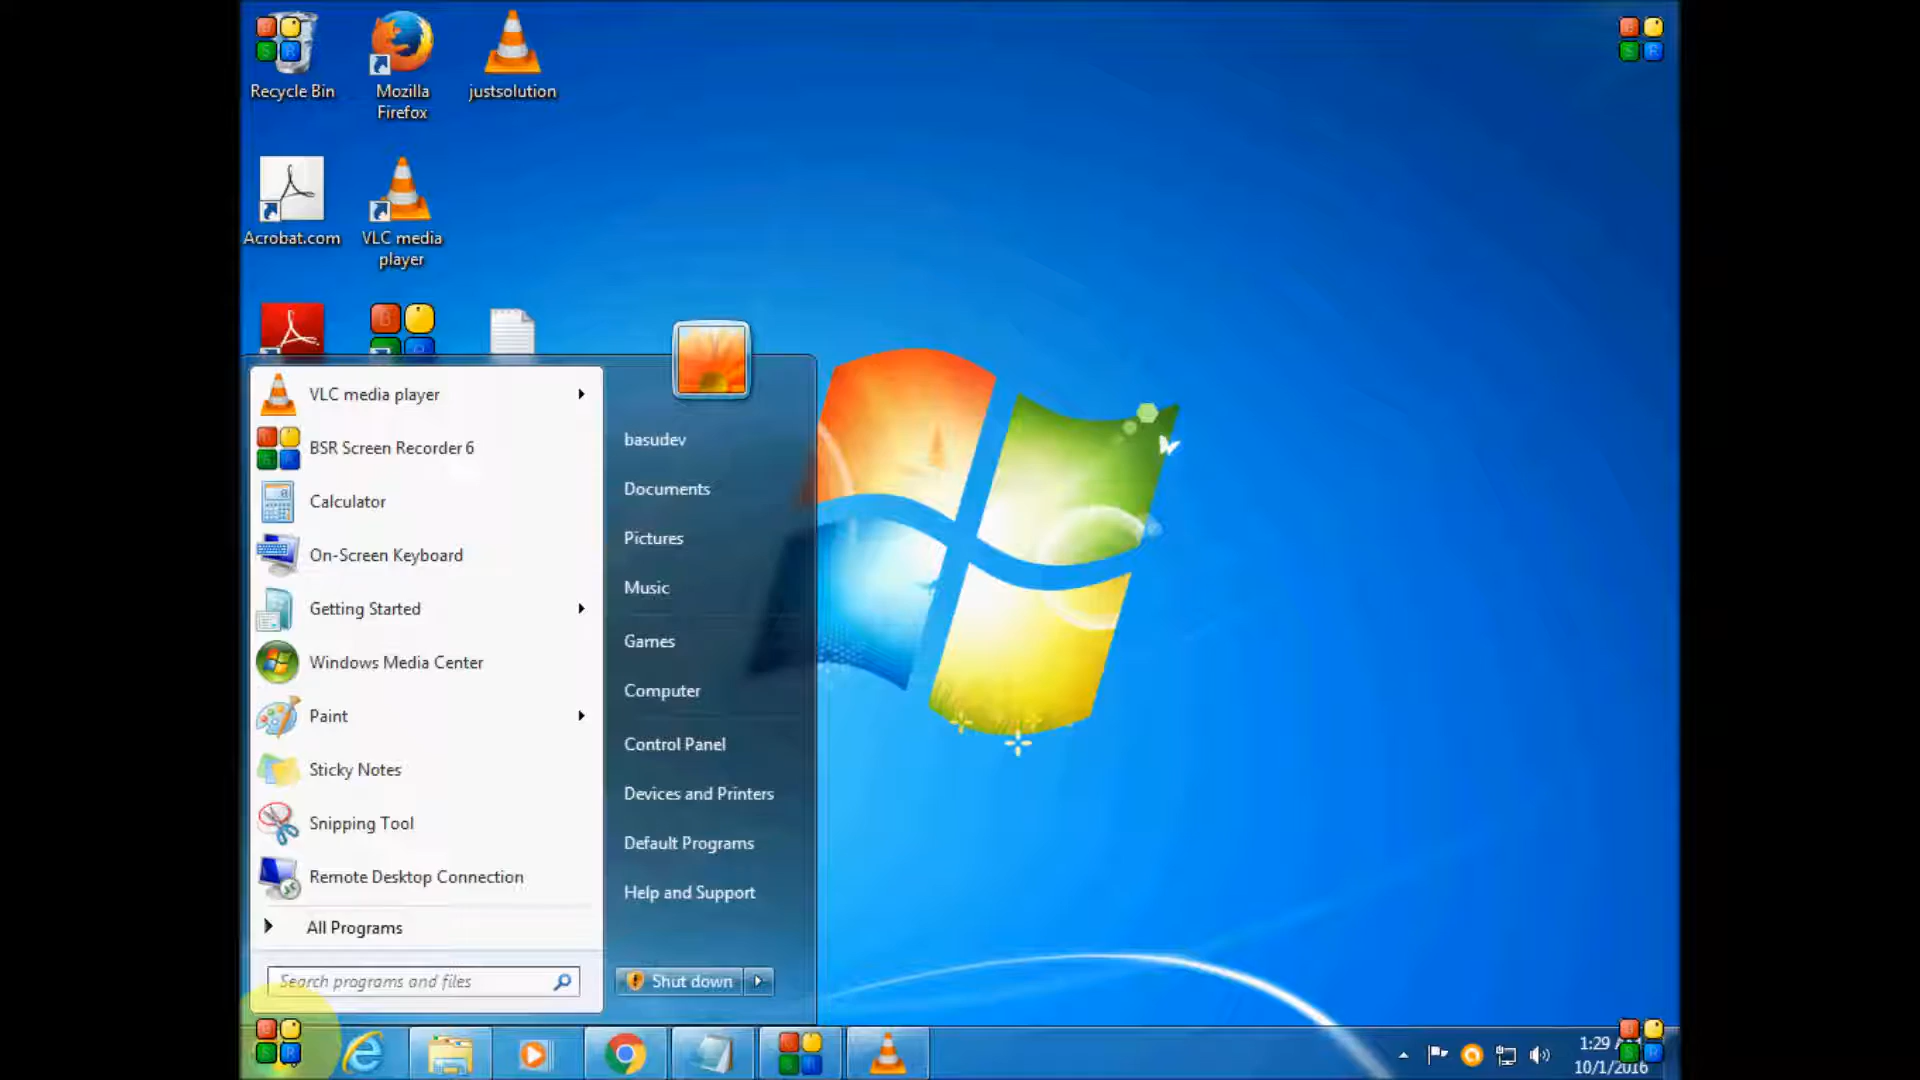 Recycle Bin
Mozilla
Firefox
justsolution
Acrobat.com
VLC media
player
VLC media player
BSR Screen Recorder 6
Calculator
On-Screen Keyboard
Getting Started
Windows Media Center
Paint
Sticky Notes
Snipping Tool
Remote Desktop Connection
All Programs
Search programs and files
basudev
Documents
Pictures
Music
Games
Computer
Control Panel
Devices and Printers
Default Programs
Help and Support
Shut down
1:29
10/1/2016